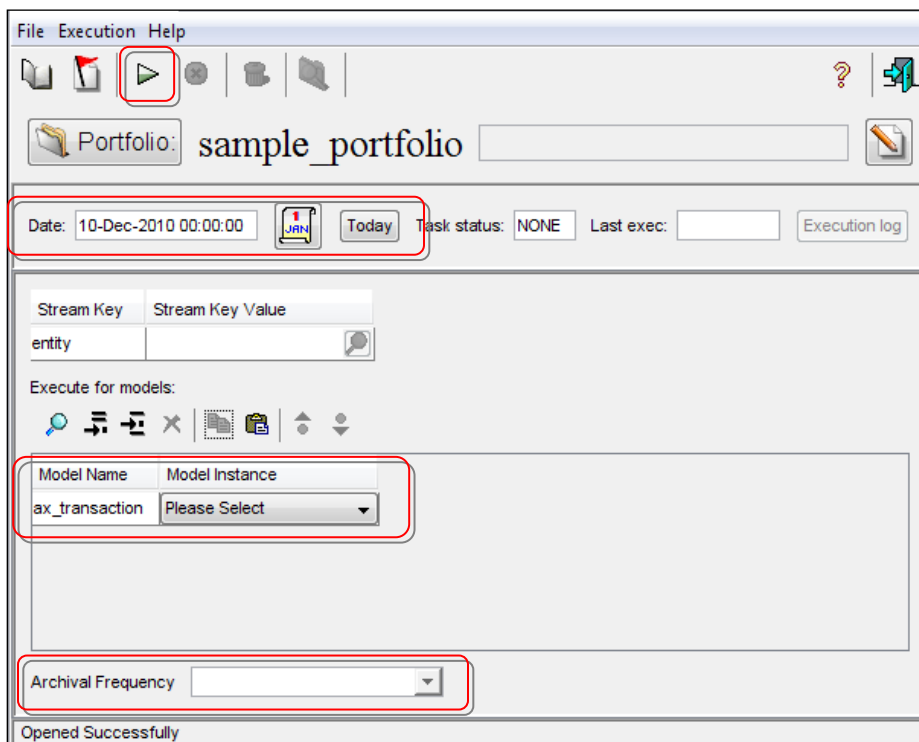 File Execution Help
Portfolio: sample_portfolio
Date: 10-Dec-2010 00:00:00 1 JAN Today Task status: NONE Last exec: Execution log
Stream Key Stream Key Value
entity
Execute for models:
Model Name Model Instance
ax_transaction Please Select
Archival Frequency
Opened Successfully